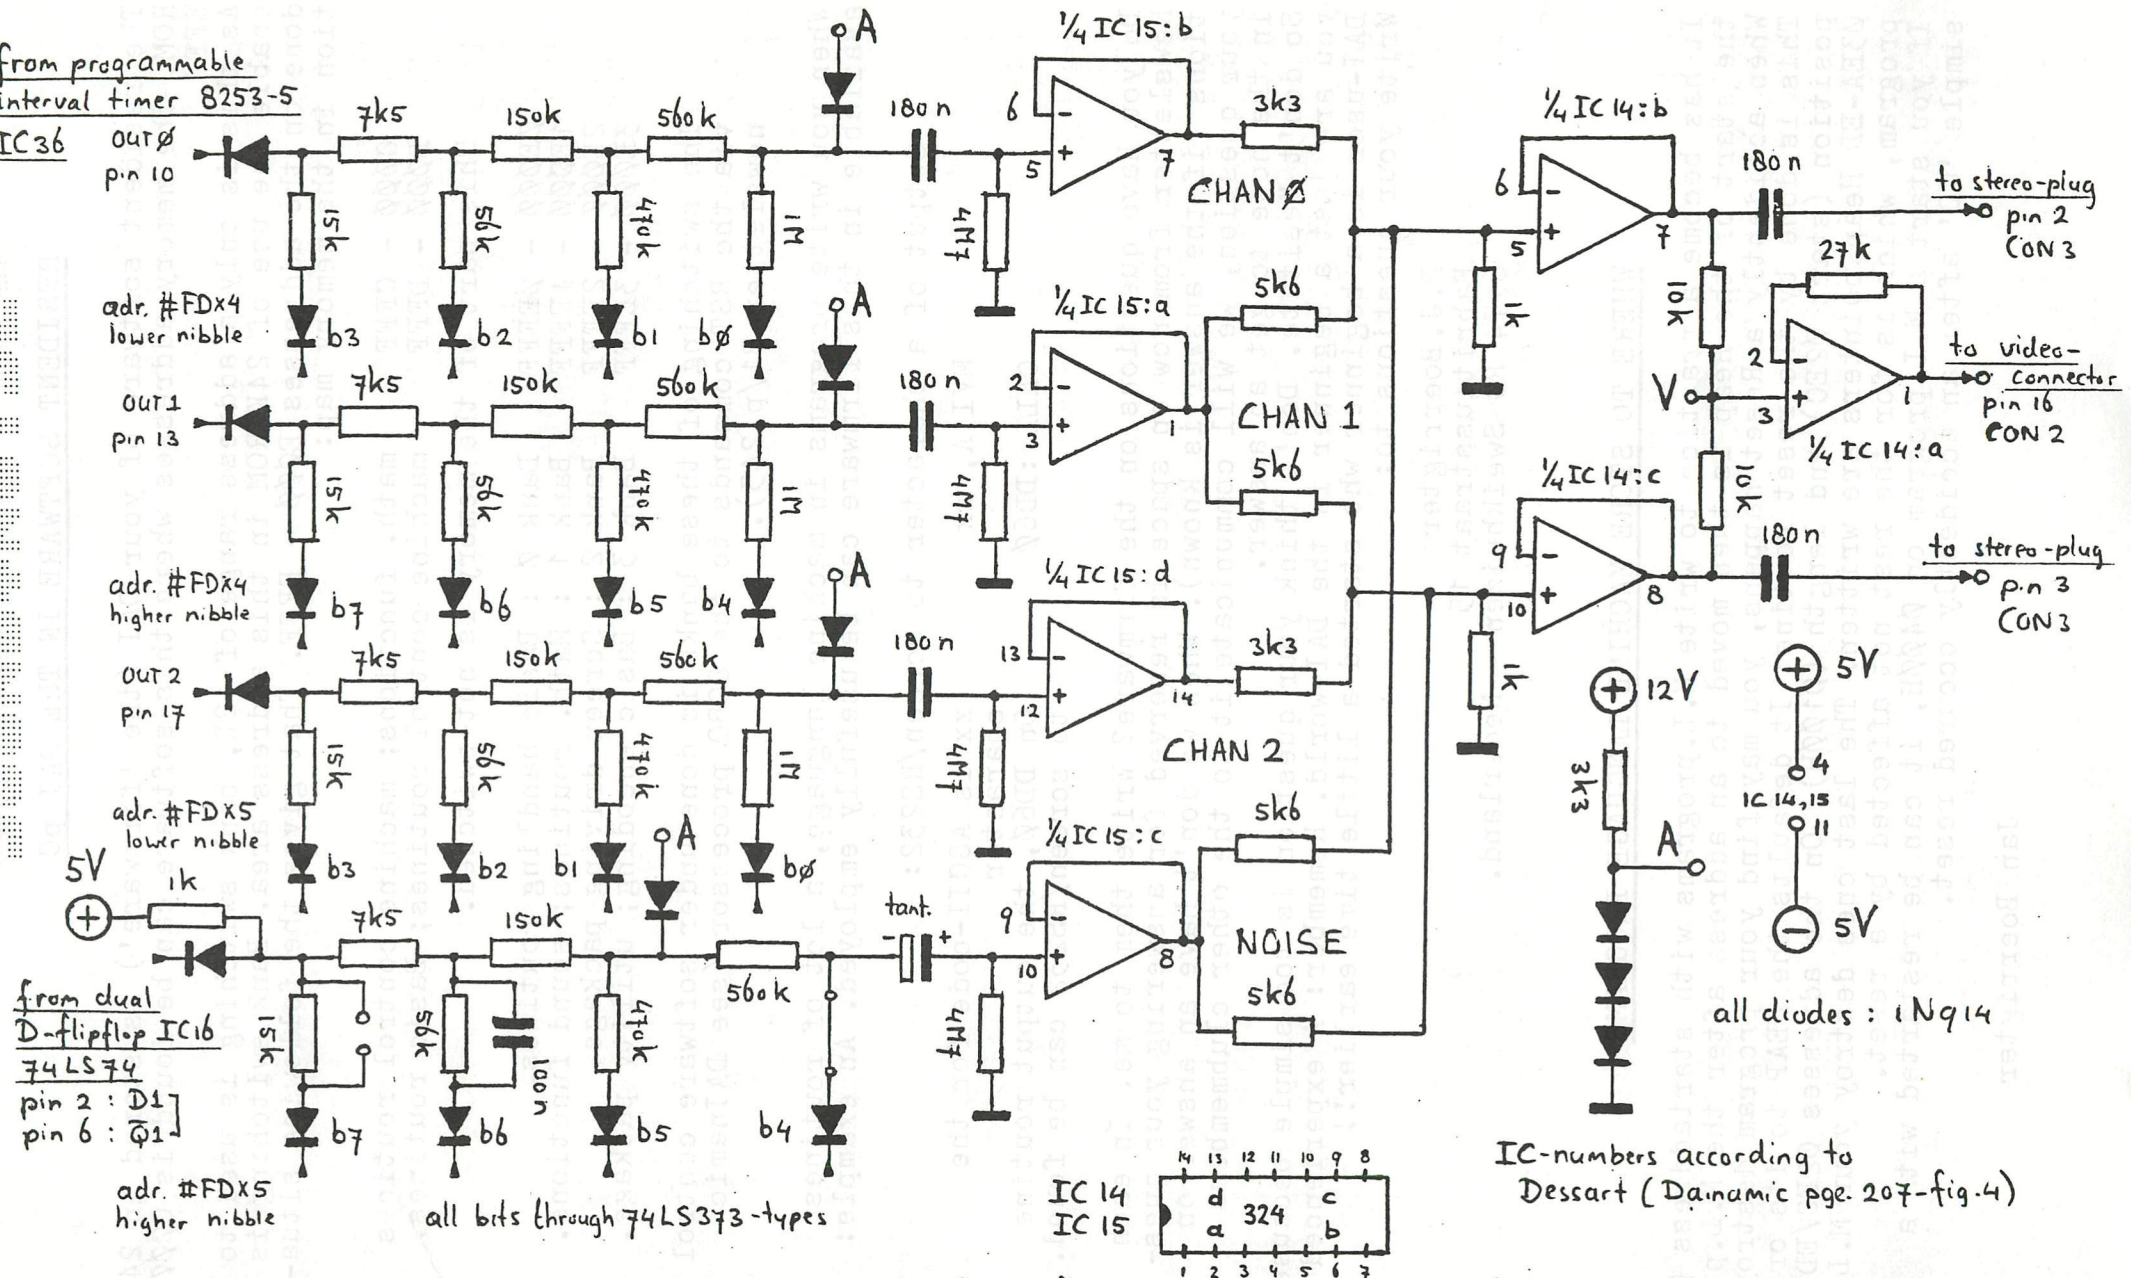 from programmable
interval timer 8253-5
IC36
OUTØ
pin 10
7k5
150k
560k
A
180n
15k
56k
470k
1M
4M7
adr. #FDX4
lower nibble
b3
b2
b1
bØ
¼ IC 15:b
6
5
7
-
+
3k3
CHAN Ø
OUT 1
pin 13
7k5
150k
560k
A
180n
15k
56k
470k
1M
4M7
adr. #FDX4
higher nibble
b7
b6
b5
b4
¼ IC 15:a
2
3
1
-
+
5k6
CHAN 1
5k6
OUT 2
pin 17
7k5
150k
560k
A
180n
15k
56k
470k
1M
4M7
adr. #FDX5
lower nibble
b3
b2
b1
bØ
¼ IC 15:d
13
12
14
-
+
3k3
CHAN 2
5V
+
1k
7k5
150k
A
560k
tant.
- +
15k
56k
100n
470k
4M7
from dual
D-flipflop IC16
74LS74
pin 2 : D1
pin 6 : Q̅1
b7
b6
b5
b4
adr. #FDX5
higher nibble
all bits through 74LS373-types
¼ IC 15:c
9
10
8
-
+
5k6
NOISE
5k6
¼ IC 14:b
6
5
7
-
+
1k
180n
to stereo-plug
pin 2
CON 3
10k
27k
V
2
3
1
-
+
¼ IC 14:a
to video-
connector
pin 16
CON 2
10k
¼ IC 14:c
9
10
8
-
+
1k
180n
to stereo-plug
pin 3
CON 3
+ 12V
3k3
A
+ 5V
4
IC 14,15
11
- 5V
all diodes : 1N914
IC-numbers according to
Dessart (Dainamic pge. 207-fig.4)
IC 14
IC 15
14 13 12 11 10 9 8
d c
324
a b
1 2 3 4 5 6 7